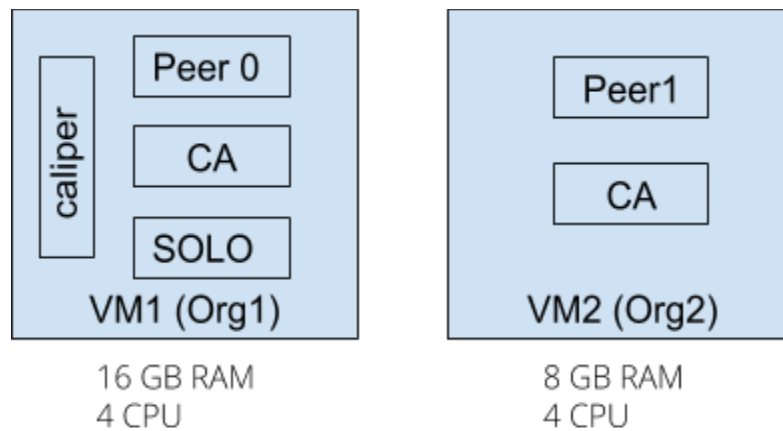 caliper
Peer 0
CA
SOLO
VM1 (Org1)
16 GB RAM
4 CPU
Peer1
CA
VM2 (Org2)
8 GB RAM
4 CPU